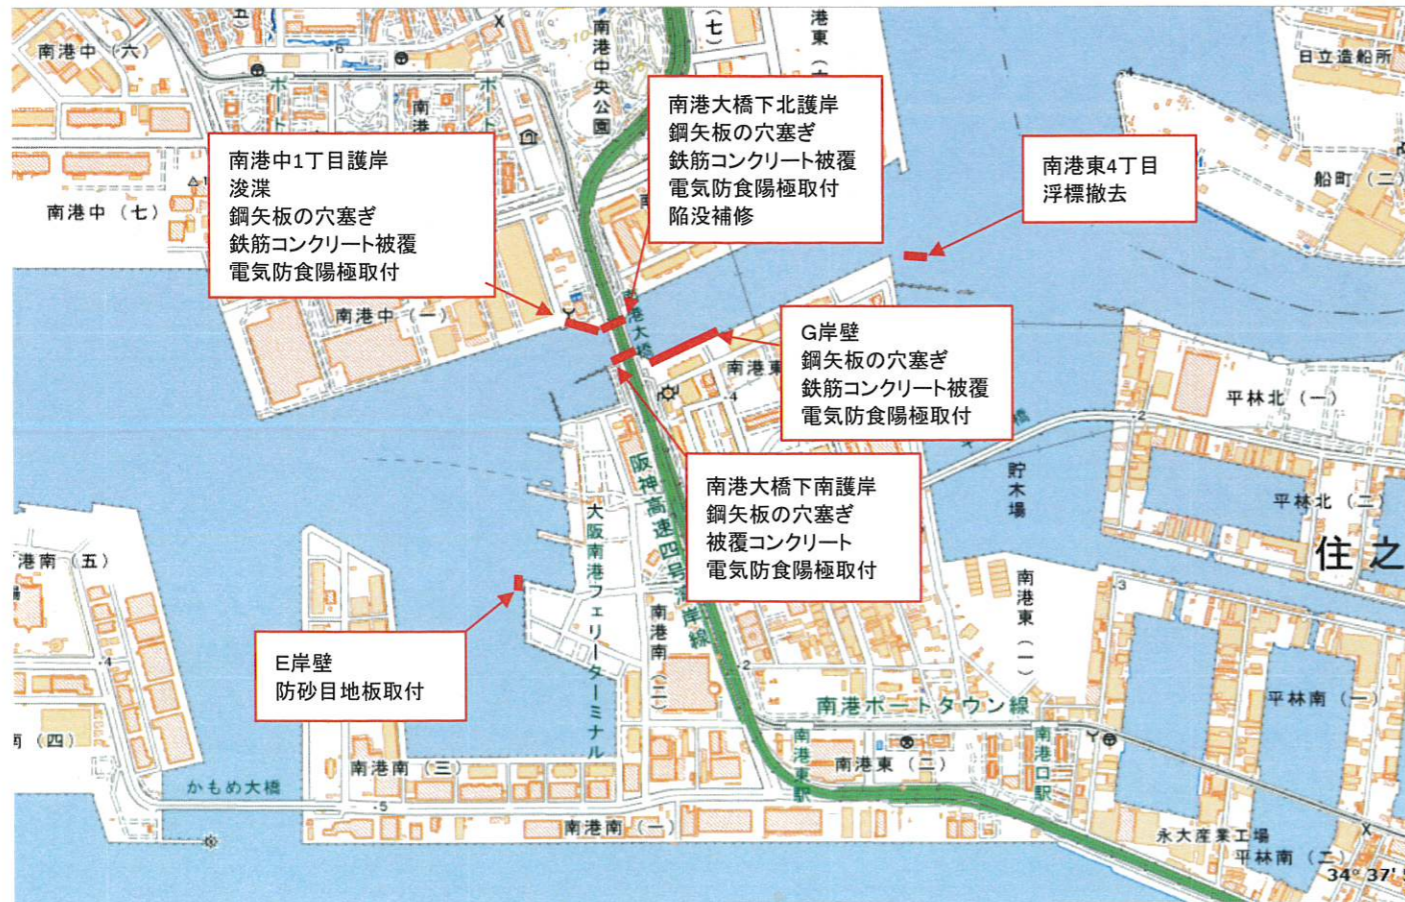 南港中（六）
南港中（七）
南港中央公園
（七）
日立造船所
船町（二）
南港大橋下北護岸
鋼矢板の穴塞ぎ
鉄筋コンクリート被覆
電気防食陽極取付
陥没補修
南港中1丁目護岸
浚渫
鋼矢板の穴塞ぎ
鉄筋コンクリート被覆
電気防食陽極取付
南港東4丁目
浮標撤去
南港中（一）
G岸壁
鋼矢板の穴塞ぎ
鉄筋コンクリート被覆
電気防食陽極取付
南港東
平林北（一）
南港大橋下南護岸
鋼矢板の穴塞ぎ
被覆コンクリート
電気防食陽極取付
貯木場
平林北（二
住之
港南（五）
阪神高速四号湾岸線
大阪南港フェリーターミナル
南港南（二）
南港東（一）
E岸壁
防砂目地板取付
平林南（一）
南港ポートタウン線
南港東駅
南港東（二）
南港口駅
南（四）
かもめ大橋
南港南（三）
南港南（一）
永大産業工場
平林南（二）
34° 37'